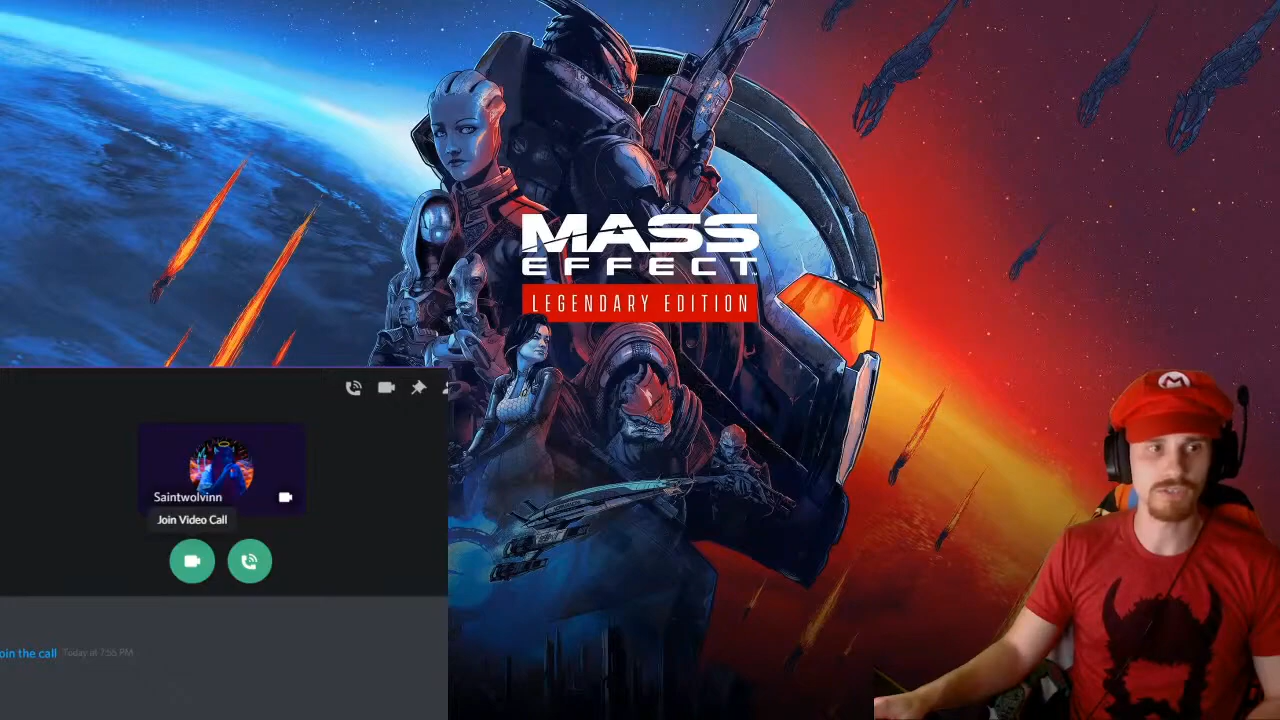 MASS
EFFECT
LEGENDARY EDITION
M
Saintwolvinn
Join Video Call
oin the call Today at 7:55 PM